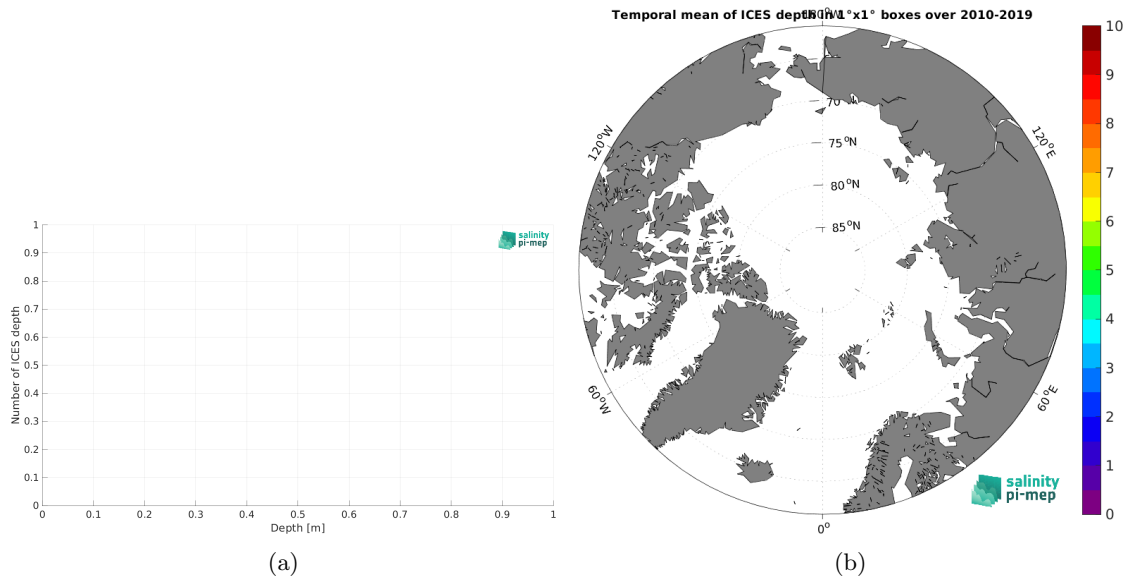 Temporal mean of ICES depth in 1°x1° boxes over 2010-2019
180°W
1
0.9
0.8
0.7
0.6
0.5
0.4
0.3
0.2
0.1
0
Number of ICES depth
0 0.1 0.2 0.3 0.4 0.5 0.6 0.7 0.8 0.9 1
Depth [m]
salinity
pi-mep
(a)
120°W
60°W
0°
60°E
120°E
70°N
75°N
80°N
85°N
salinity
pi-mep
10
9
8
7
6
5
4
3
2
1
0
(b)